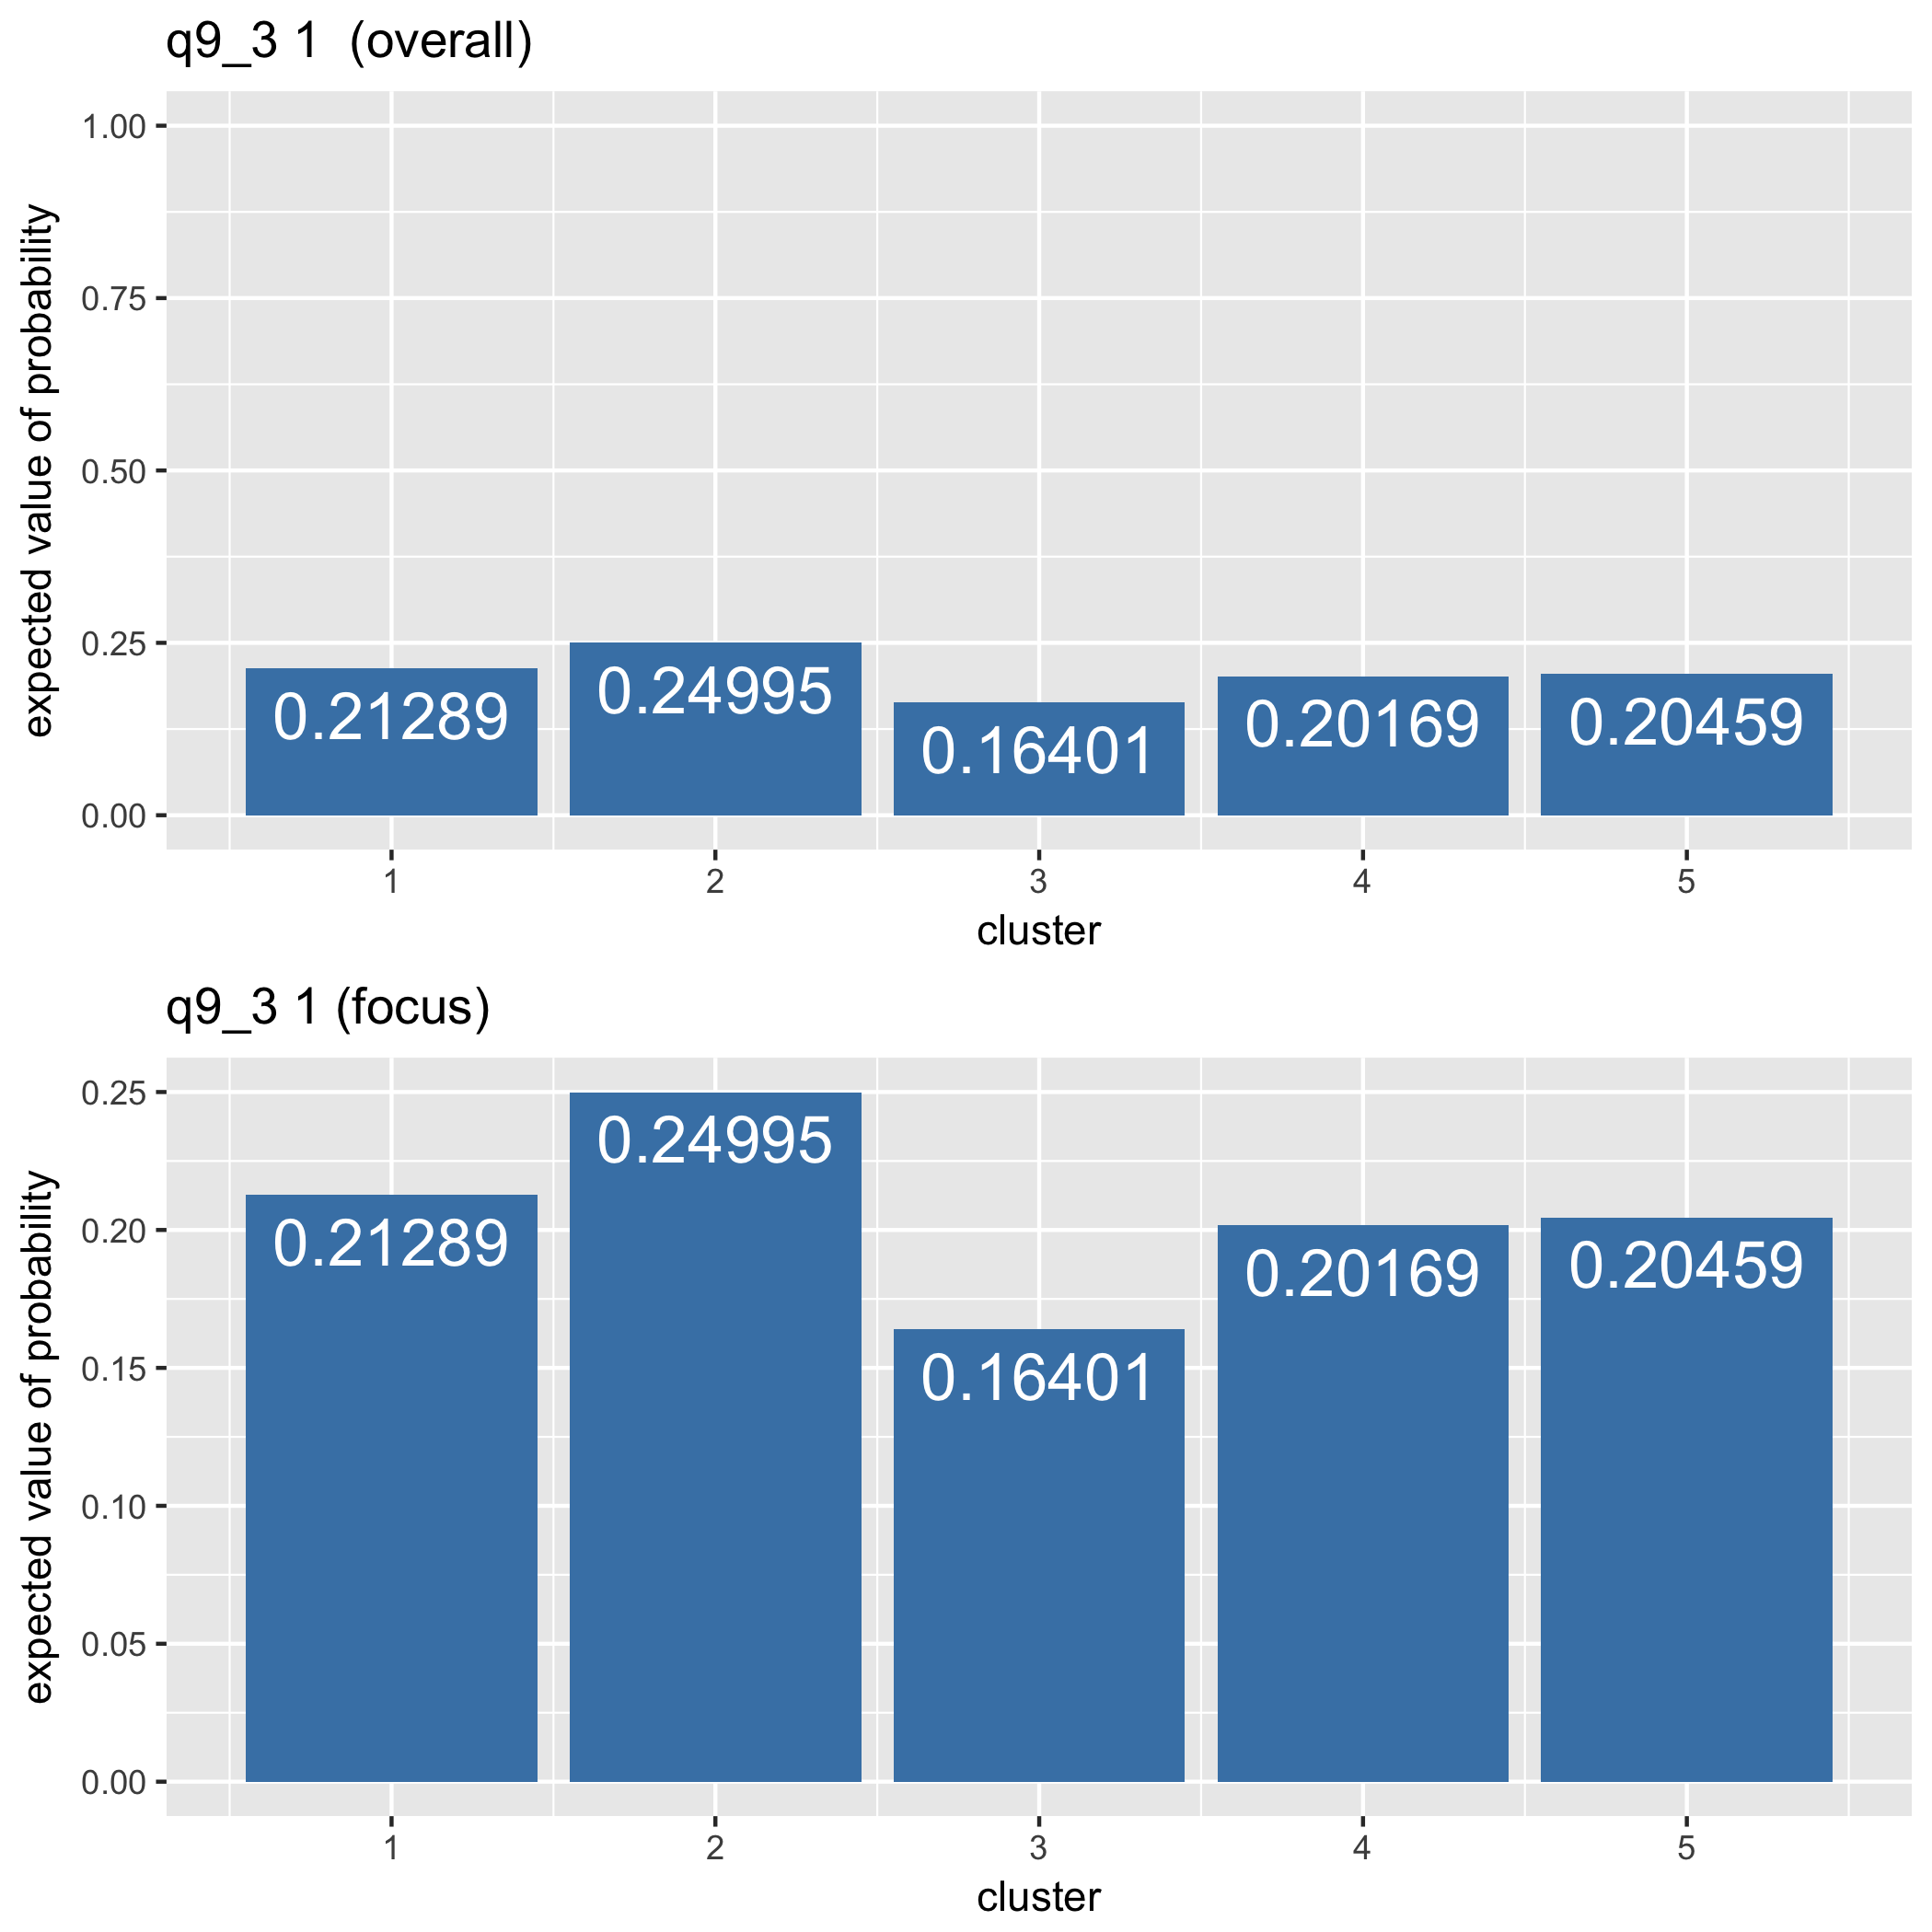 q9_3 1  (overall)
expected value of probability
1.00
0.75
0.50
0.25
0.00
0.21289
0.24995
0.16401
0.20169
0.20459
1 2 3 4 5
cluster
q9_3 1 (focus)
expected value of probability
0.25
0.20
0.15
0.10
0.05
0.00
0.21289
0.24995
0.16401
0.20169
0.20459
1 2 3 4 5
cluster